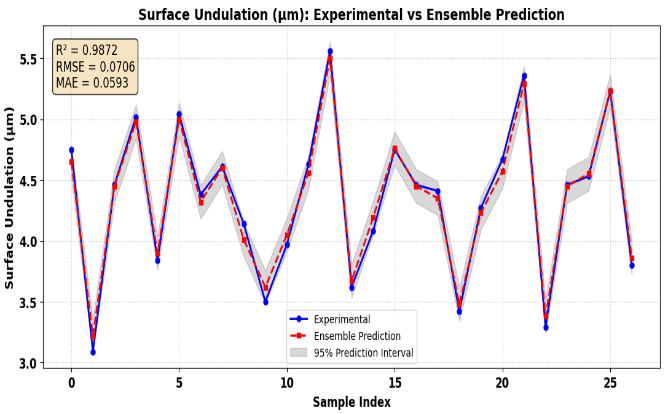 Surface Undulation (µm): Experimental vs Ensemble Prediction
R² = 0.9872
RMSE = 0.0706
MAE = 0.0593
Surface Undulation (µm)
5.5
5.0
4.5
4.0
3.5
3.0
Experimental
Ensemble Prediction
95% Prediction Interval
0 5 10 15 20 25
Sample Index